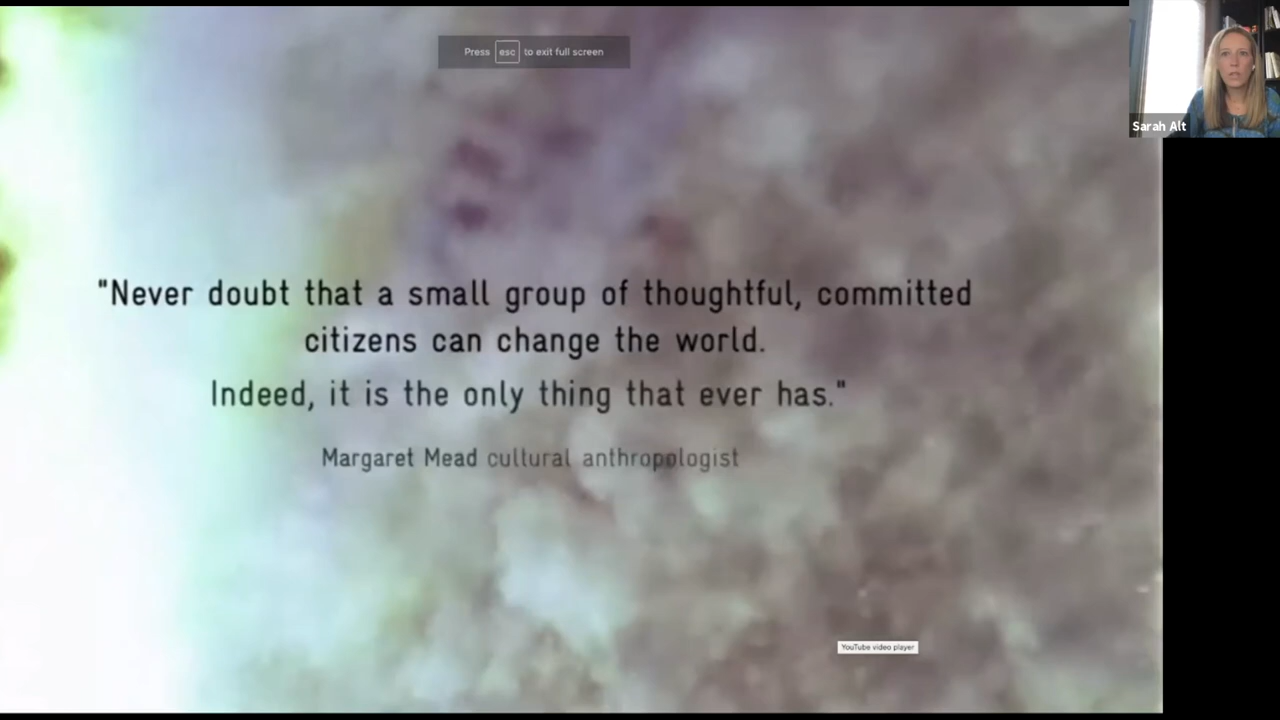 Press esc to exit full screen
Sarah Alt
"Never doubt that a small group of thoughtful, committed
citizens can change the world.
Indeed, it is the only thing that ever has."
Margaret Mead cultural anthropologist
YouTube video player